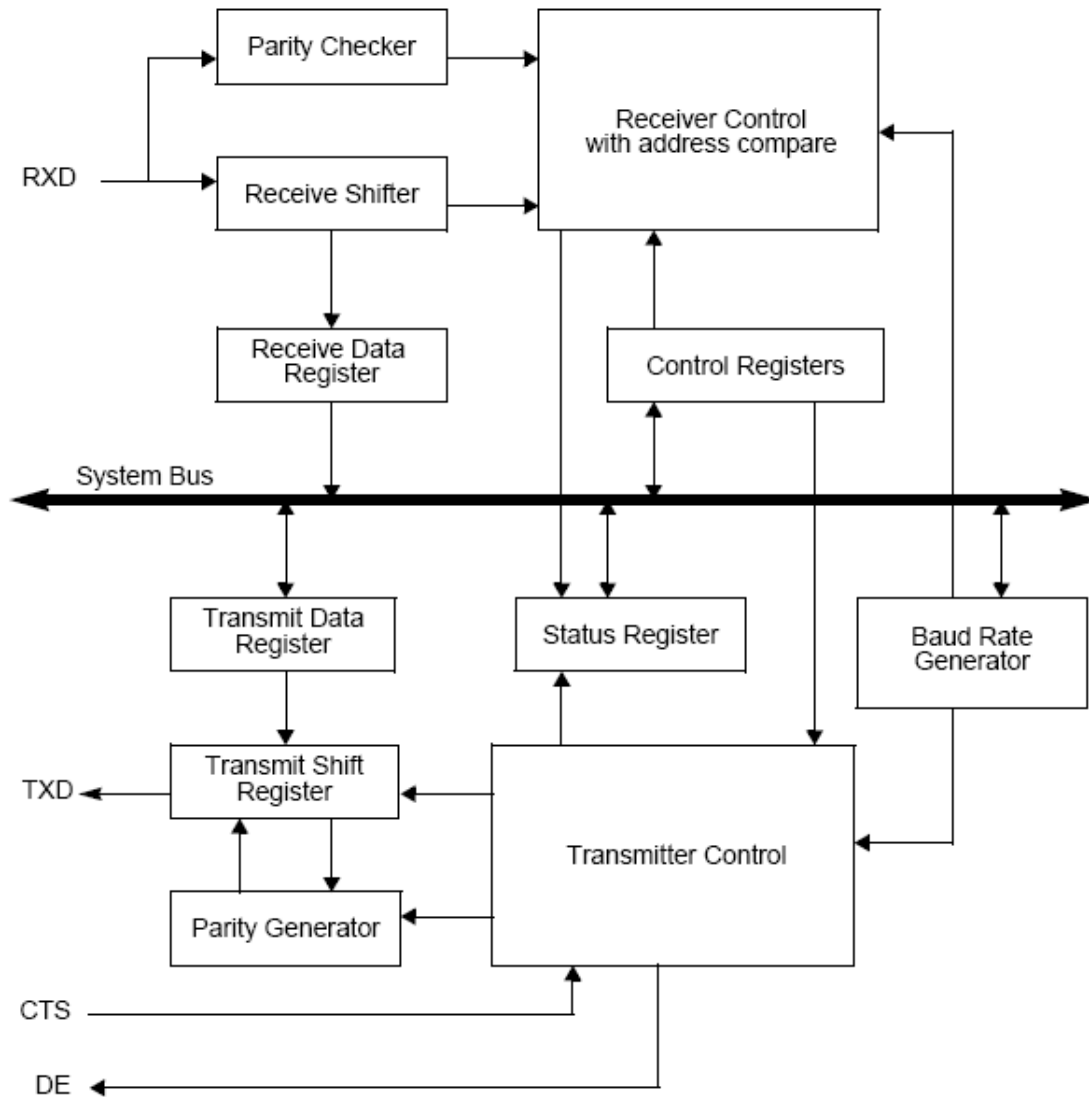 Parity Checker
Receiver Control
with address compare
RXD
Receive Shifter
Receive Data
Register
Control Registers
System Bus
Transmit Data
Register
Status Register
Baud Rate
Generator
TXD
Transmit Shift
Register
Transmitter Control
Parity Generator
CTS
DE